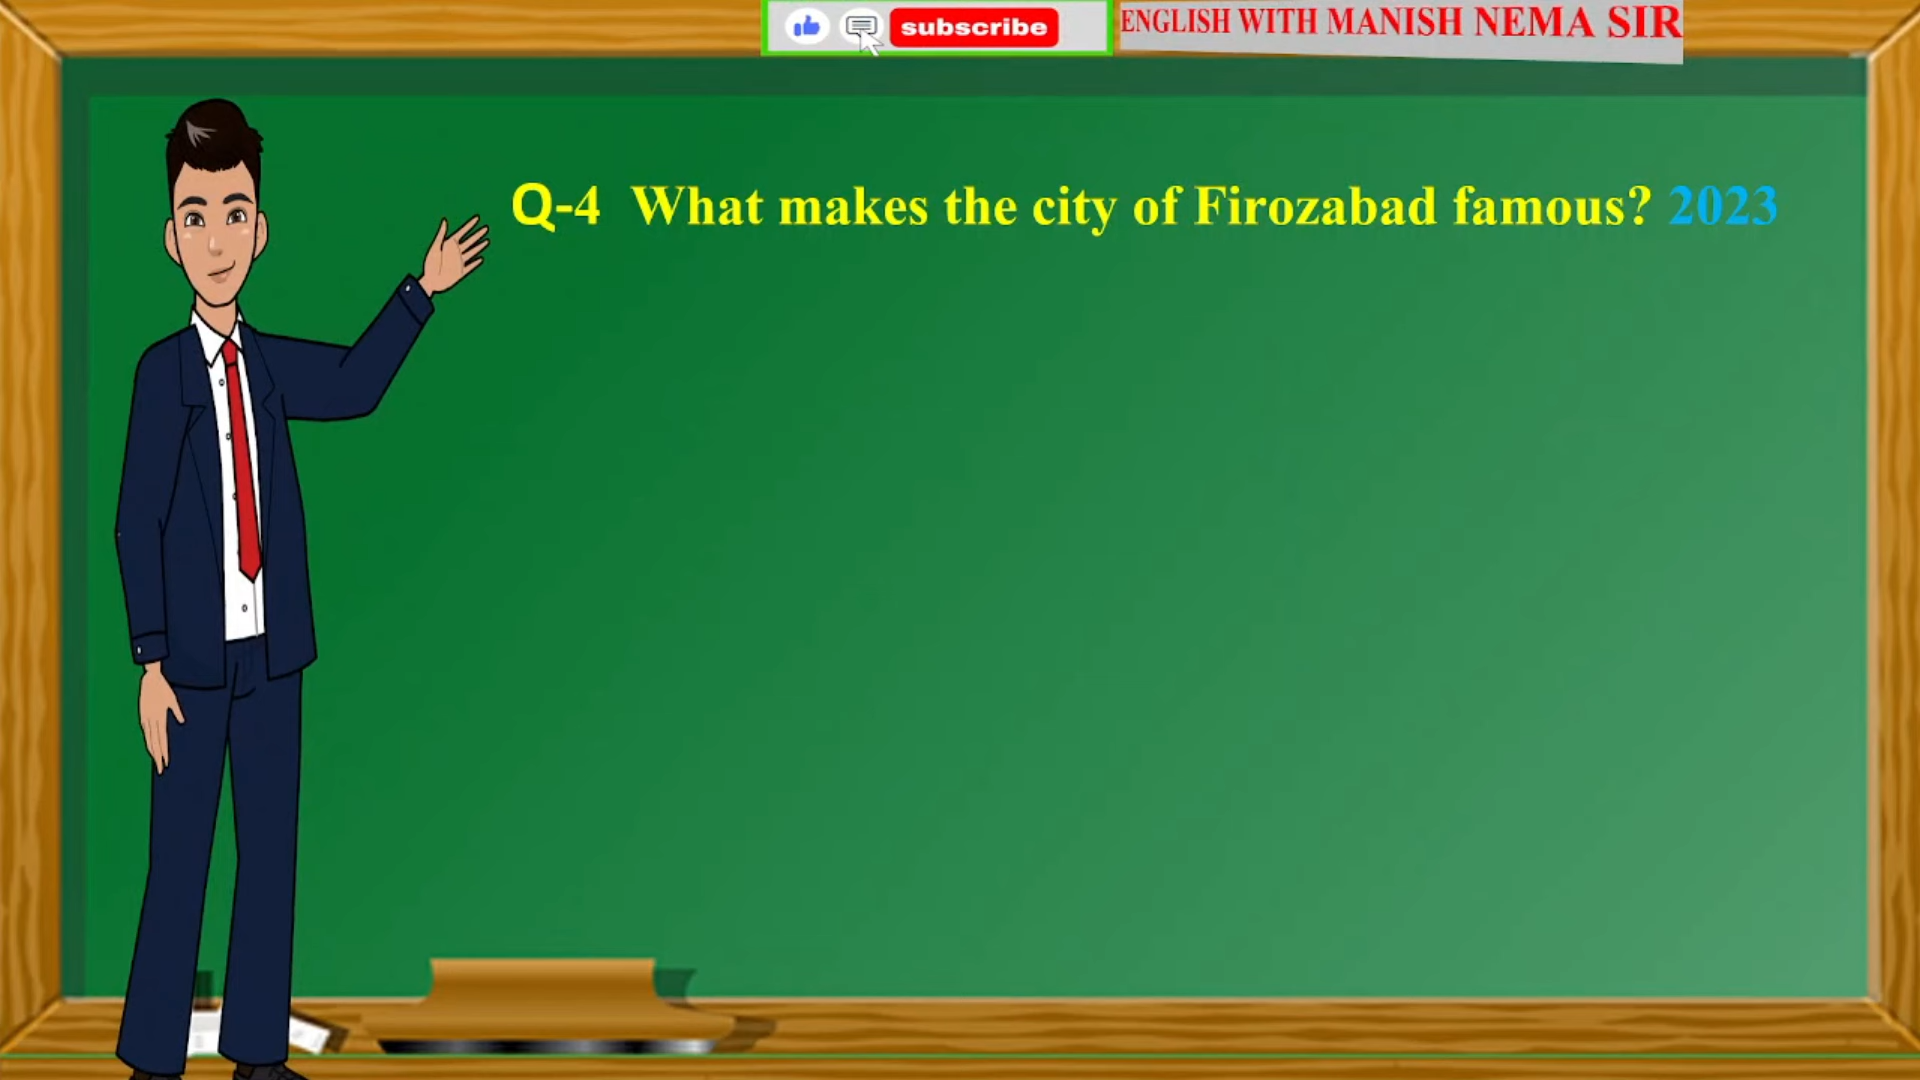 subscribe
ENGLISH WITH MANISH NEMA SIR
Q-4 What makes the city of Firozabad famous? 2023